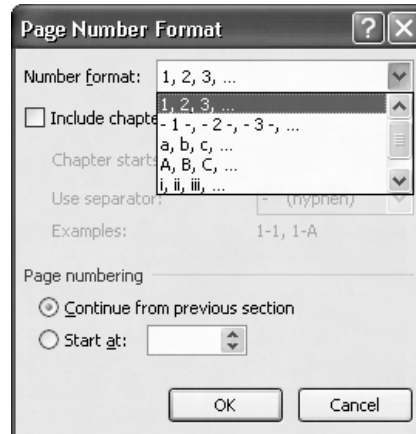 Page Number Format
Number format: 1, 2, 3, ...
1, 2, 3, ...
Include chapte
- 1 -, - 2 -, - 3 -, ...
a, b, c, ...
Chapter starts
A, B, C, ...
i, ii, iii, ...
Use separator: - (hyphen)
Examples: 1-1, 1-A
Page numbering
Continue from previous section
Start at:
OK Cancel